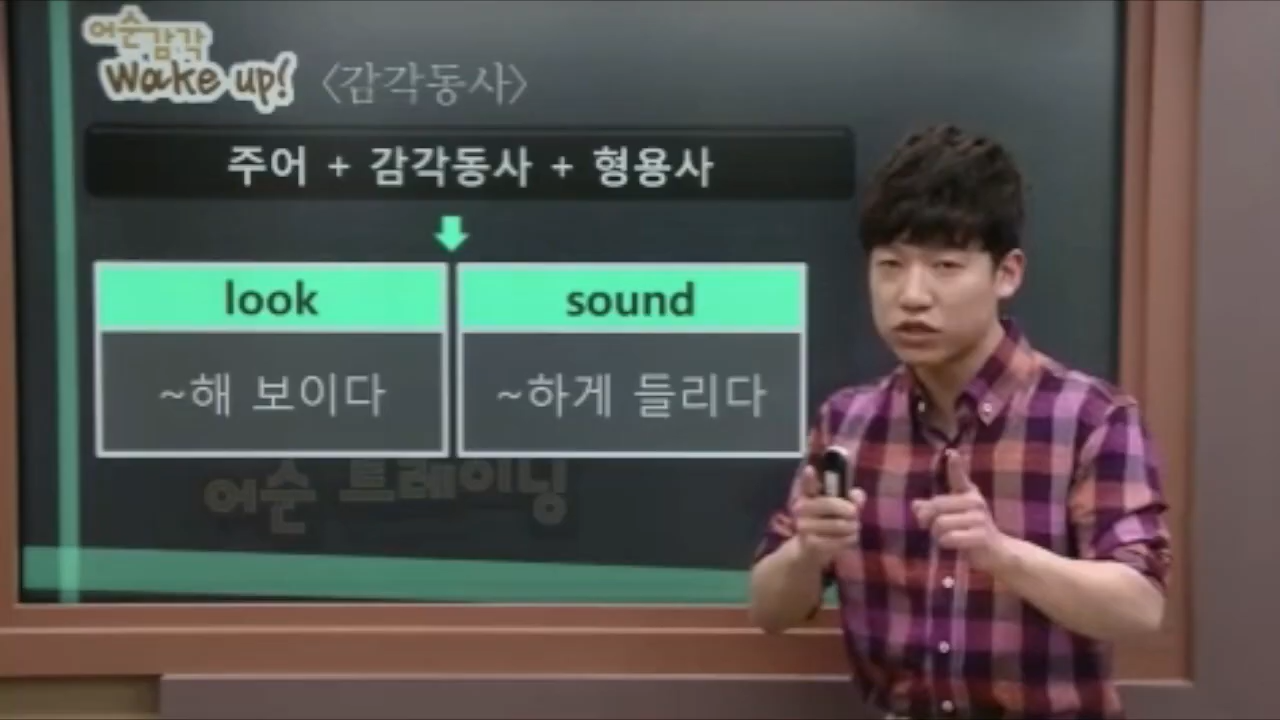 어순감각
Wake up! <감각동사>
주어 + 감각동사 + 형용사
look sound
~해 보이다 ~하게 들리다
어순 트레이닝